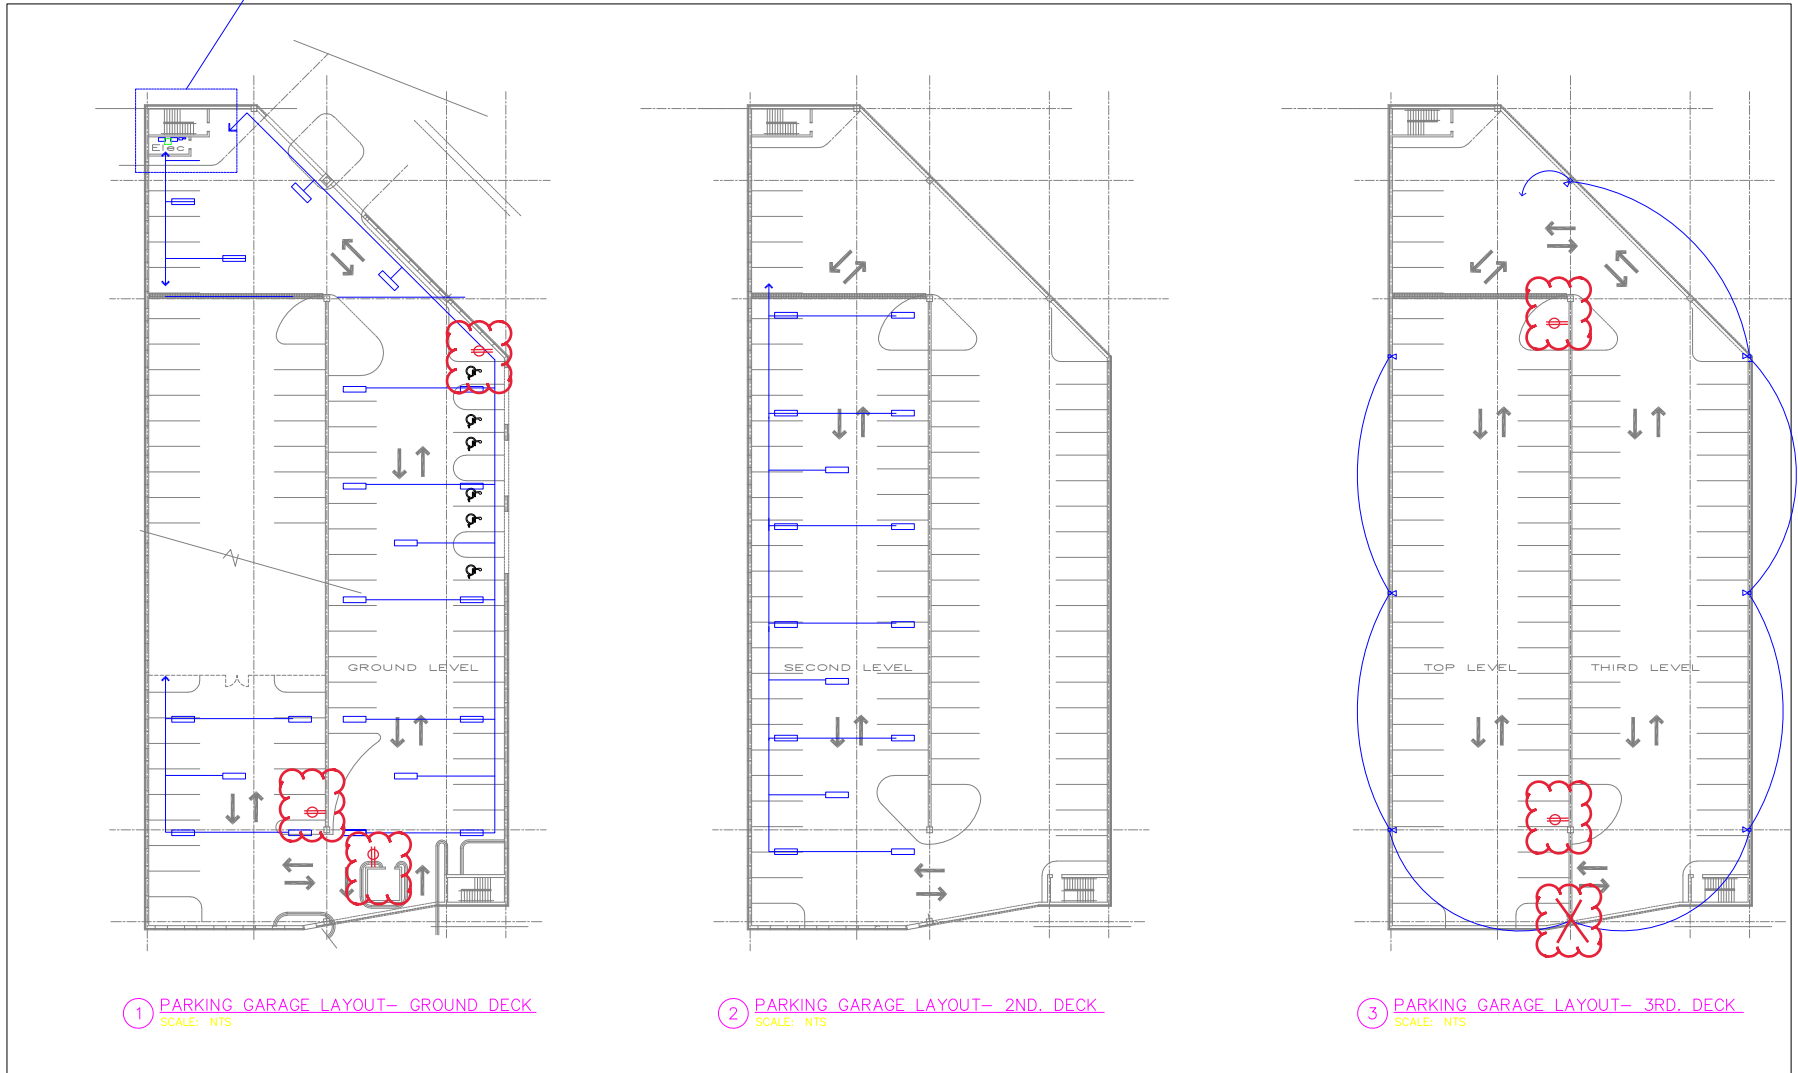 Elec
GROUND LEVEL
SECOND LEVEL
TOP LEVEL
THIRD LEVEL
1 PARKING GARAGE LAYOUT- GROUND DECK
SCALE: NTS
2 PARKING GARAGE LAYOUT- 2ND. DECK
SCALE: NTS
3 PARKING GARAGE LAYOUT- 3RD. DECK
SCALE: NTS